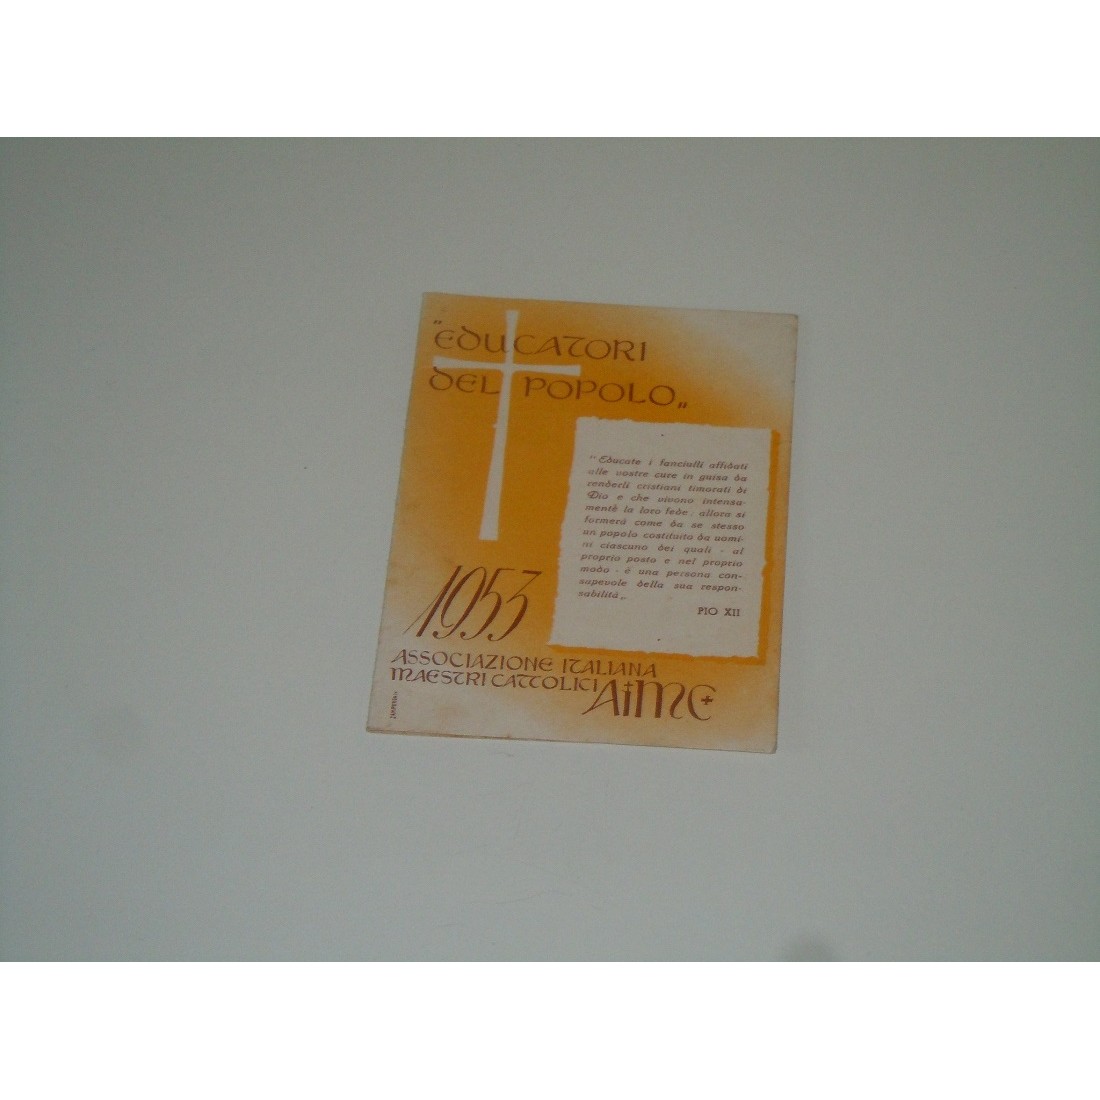 "EDUCATORI
DEL POPOLO„
"Educate i fanciulli affidati
alle vostre cure in guisa da
renderli cristiani timorati di
Dio e che vivono intensa-
mentè la loro fede: allora si
formerà come da se stesso
un popolo costituito da uomi-
ni ciascuno dei quali - al
proprio posto e nel proprio
modo - è una persona con-
sapevole della sua respon-
sabilità„
PIO XII
1953
ASSOCIAZIONE ITALIANA
MAESTRI CATTOLICI
AiMC